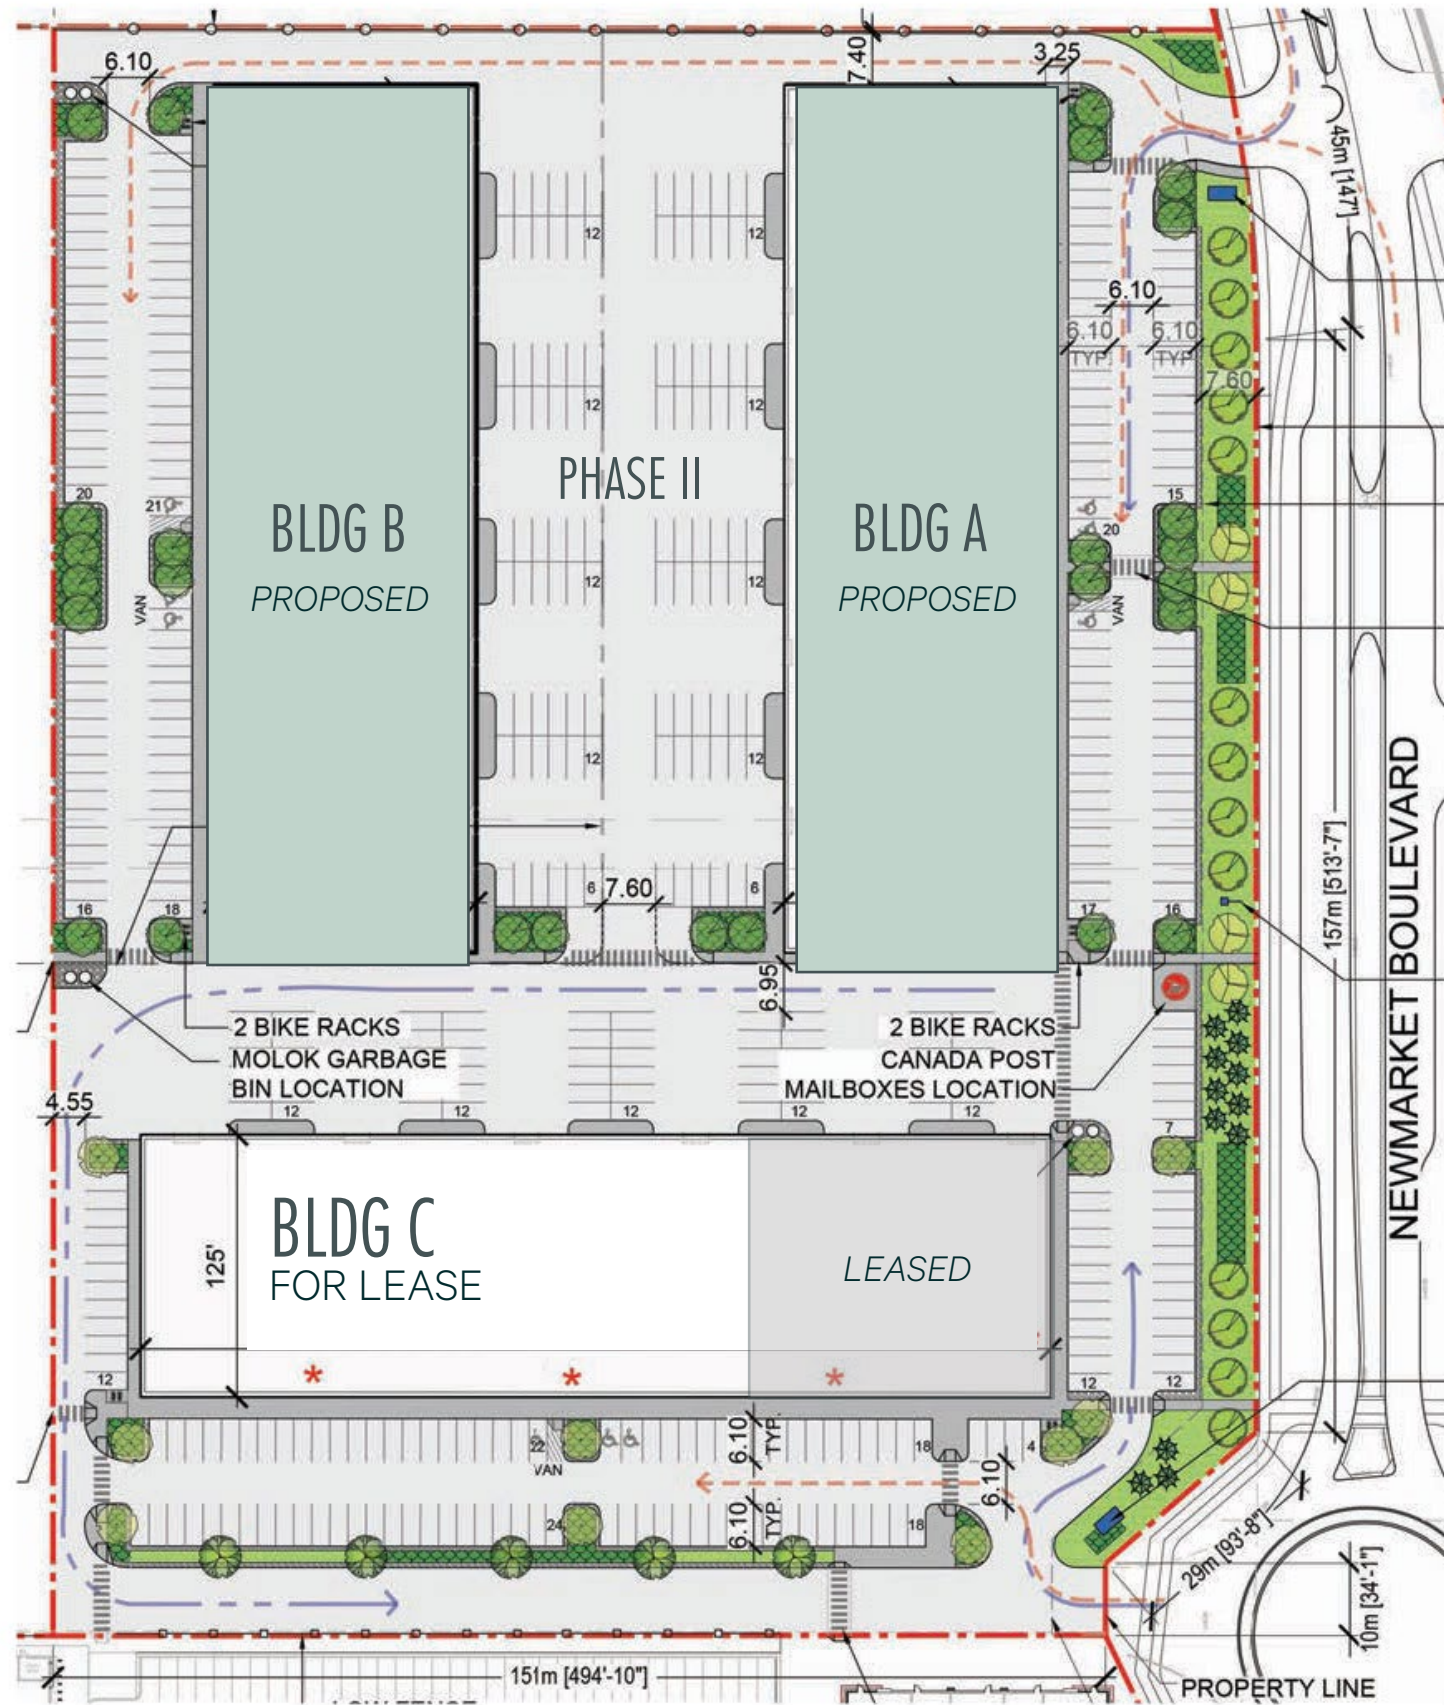 6.10
7.40
3.25
45m [147']
12
12
6.10
6.10
TYP.
6.10
TYP.
7.60
12
12
PHASE II
BLDG B
PROPOSED
BLDG A
PROPOSED
20
21
15
20
VAN
VAN
12
12
12
12
157m [513'-7"]
NEWMARKET BOULEVARD
6
7.60
6
16
18
17
16
6.95
2 BIKE RACKS
MOLOK GARBAGE
BIN LOCATION
2 BIKE RACKS
CANADA POST
MAILBOXES LOCATION
4.55
12
12
12
12
12
7
BLDG C
FOR LEASE
125'
LEASED
*
*
*
12
12
12
22
VAN
6.10
TYP.
18
4
6.10
24
6.10
TYP.
18
29m [93'-8"]
10m [34'-1"]
151m [494'-10"]
PROPERTY LINE